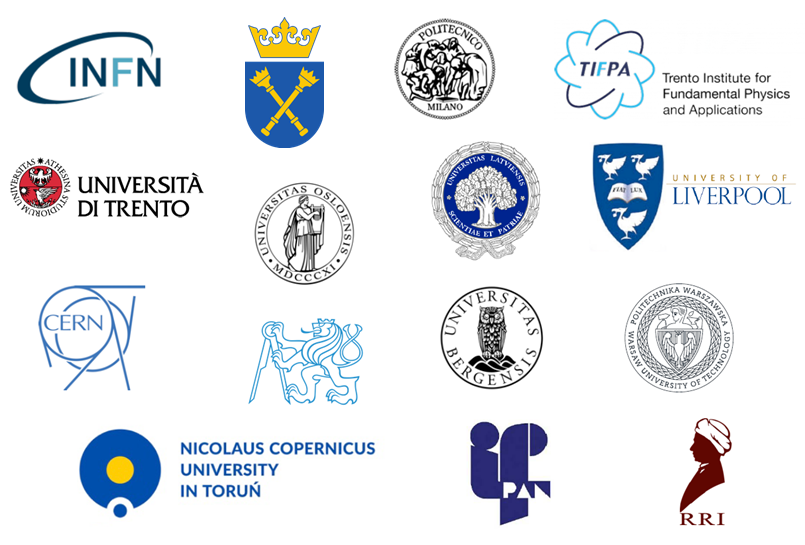 INFN
POLITECNICO
MILANO
TIFPA
Trento Institute for
Fundamental Physics
and Applications
UNIVERSITAS ATHESINA STUDIORUM
UNIVERSITÀ
DI TRENTO
UNIVERSITAS OSLOENSIS
MDCCCXI
UNIVERSITAS LATVIENSIS
SCIENTIAE ET PATRIAE
FIAT LUX
UNIVERSITY OF
LIVERPOOL
CERN
UNIVERSITAS
BERGENSIS
POLITECHNIKA WARSZAWSKA
WARSAW UNIVERSITY OF TECHNOLOGY
NICOLAUS COPERNICUS
UNIVERSITY
IN TORUŃ
if
PAN
RRI